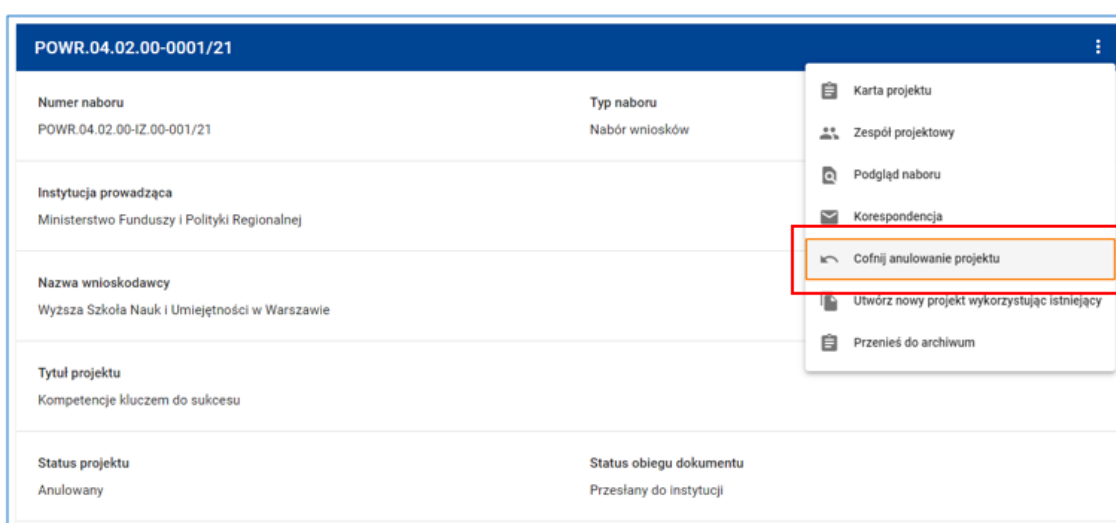 POWR.04.02.00-0001/21
Karta projektu
Numer naboru
Typ naboru
POWR.04.02.00-IZ.00-001/21
Nabór wniosków
Zespół projektowy
Podgląd naboru
Instytucja prowadząca
Ministerstwo Funduszy i Polityki Regionalnej
Korespondencja
Cofnij anulowanie projektu
Nazwa wnioskodawcy
Wyzsza Szkoła Nauk i Umiejętności w Warszawie
Utwórz nowy projekt wykorzystując istniejący
Przenieś do archiwum
Tytuł projektu
Kompetencje kluczem do sukcesu
Status projektu
Status obiegu dokumentu
Anulowany
Przesłany do instytucji